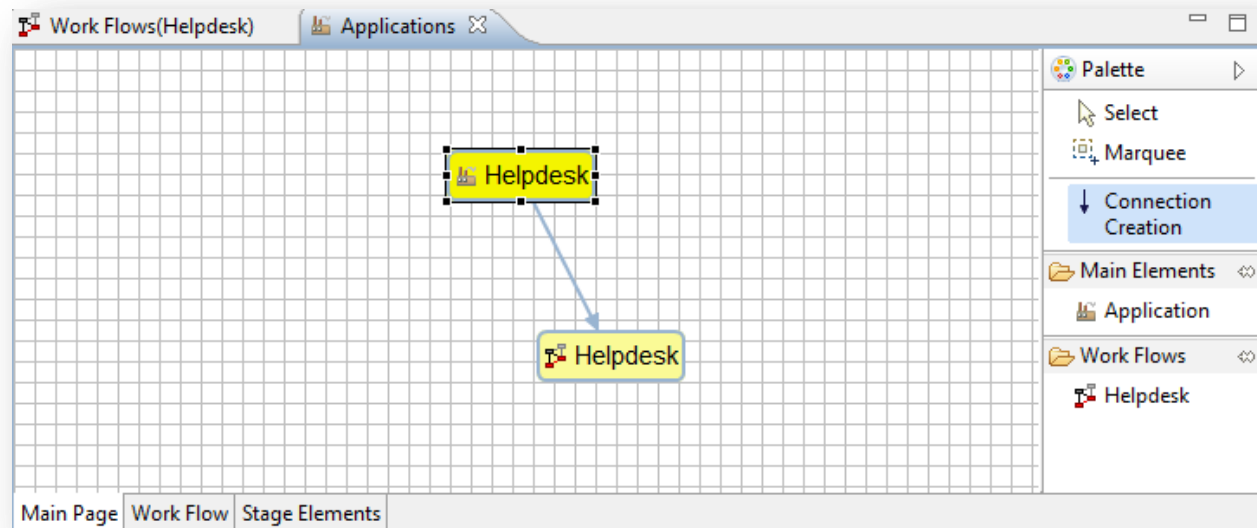 Work Flows(Helpdesk)
Applications
Palette
Select
Marquee
Connection
Creation
Main Elements
Application
Work Flows
Helpdesk
Helpdesk
Helpdesk
Main Page
Work Flow
Stage Elements